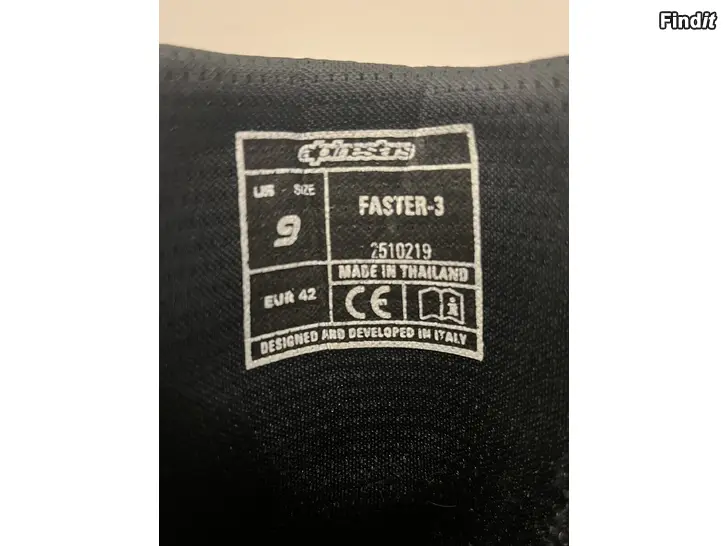 Findit
alpinestars
US - SIZE
9
FASTER-3
2510219
MADE IN THAILAND
EUR 42
CE
DESIGNED AND DEVELOPED IN ITALY